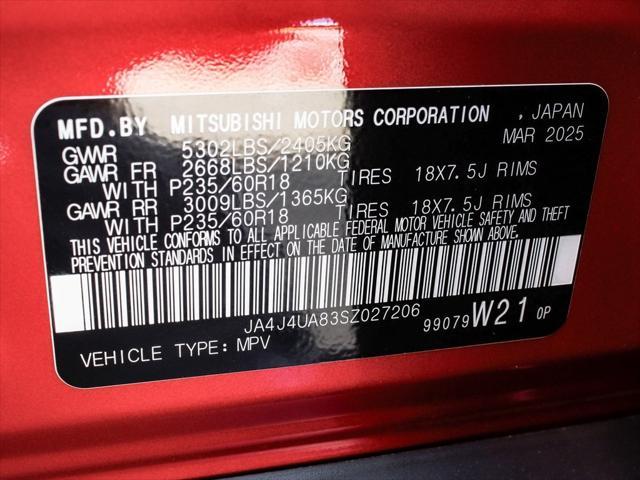 MFD.BY MITSUBISHI MOTORS CORPORATION , JAPAN
MAR 2025
GWWR 5302LBS/2405KG
GAWR FR 2668LBS/1210KG
WITH P235/60R18 TIRES 18X7.5J RIMS
GAWR RR 3009LBS/1365KG
WITH P235/60R18 TIRES 18X7.5J RIMS
THIS VEHICLE CONFORMS TO ALL APPLICABLE FEDERAL MOTOR VEHICLE SAFETY AND THEFT
PREVENTION STANDARDS IN EFFECT ON THE DATE OF MANUFACTURE SHOWN ABOVE.
JA4J4UA83SZ027206
99079 W21 OP
VEHICLE TYPE: MPV